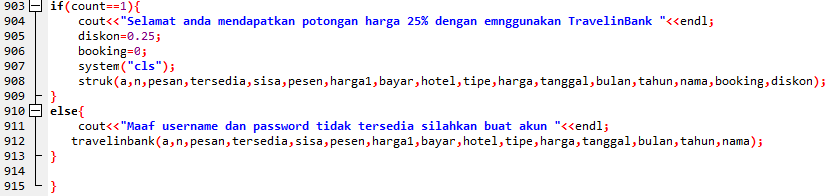 903 if(count==1){
904 cout<<"Selamat anda mendapatkan potongan harga 25% dengan emnggunakan TravelinBank "<<endl;
905 diskon=0.25;
906 booking=0;
907 system("cls");
908 struk(a,n,pesan,tersedia,sisa,pesen,harga1,bayar,hotel,tipe,harga,tanggal,bulan,tahun,nama,booking,diskon);
909 }
910 else{
911 cout<<"Maaf username dan password tidak tersedia silahkan buat akun "<<endl;
912 travelinbank(a,n,pesan,tersedia,sisa,pesen,harga1,bayar,hotel,tipe,harga,tanggal,bulan,tahun,nama);
913 }
914
915 }